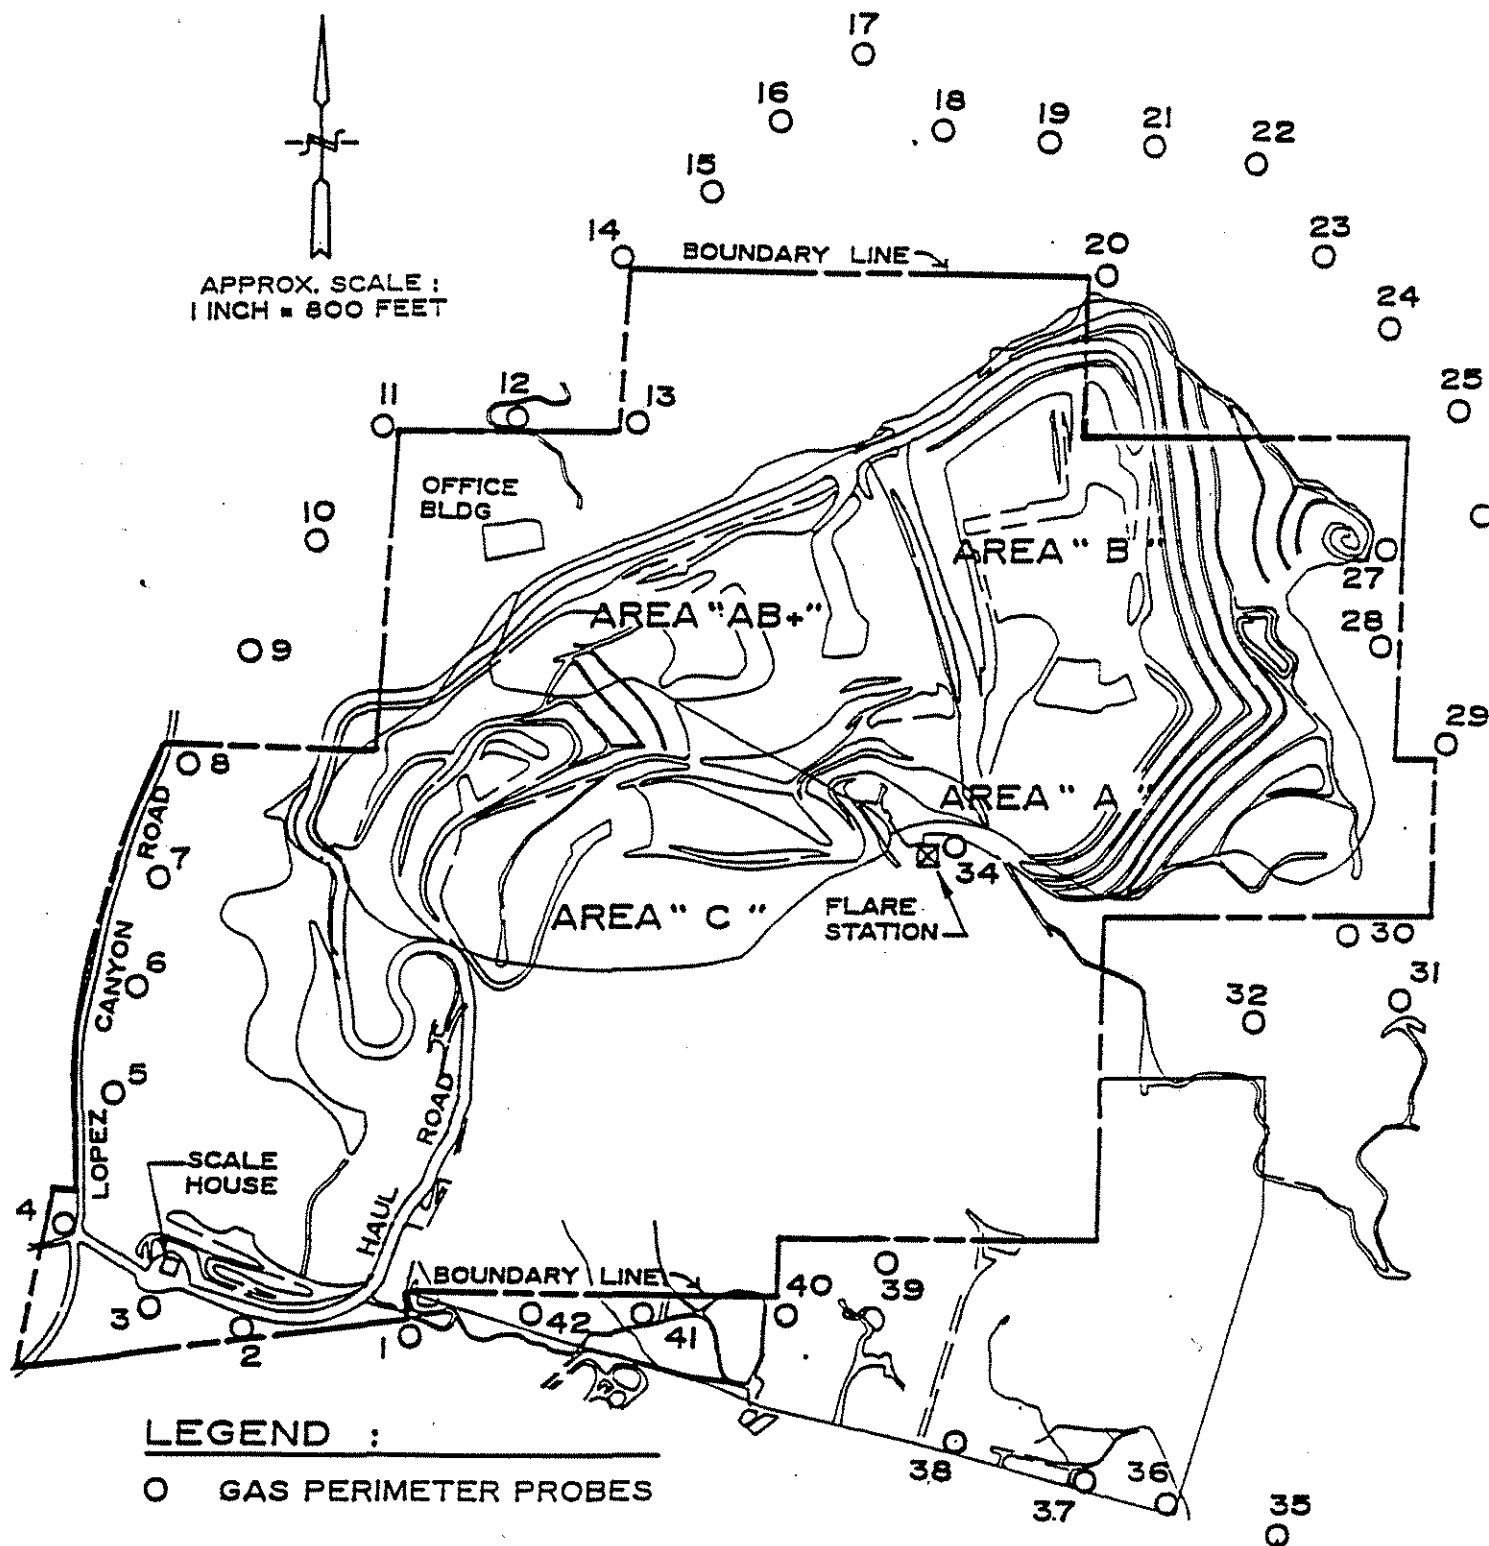 17
16
18
19
21
22
15
14
BOUNDARY LINE
20
23
APPROX. SCALE :
1 INCH = 800 FEET
24
11
12
13
25
OFFICE
BLDG
10
AREA " B "
27
AREA "AB+"
28
9
29
8
ROAD
AREA " A "
7
34
AREA " C "
FLARE
STATION
30
CANYON
6
31
32
5
ROAD
LOPEZ
SCALE
HOUSE
4
HAUL
BOUNDARY LINE
40
39
3
2
1
42
41
LEGEND :
GAS PERIMETER PROBES
38
37
36
35